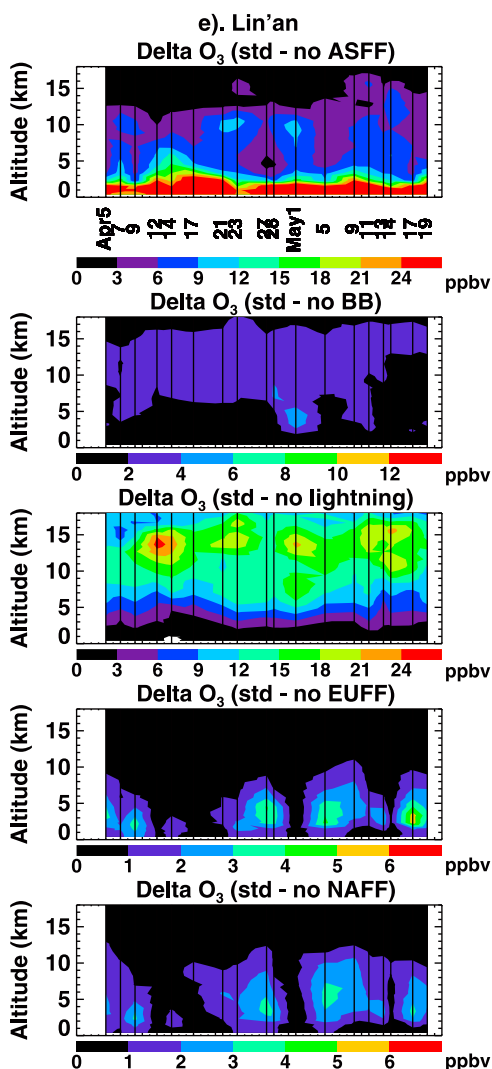 e). Lin'an
Delta O3 (std - no ASFF)
Altitude (km)
15
10
5
0
Apr5 7 9 12 14 17 21 23 27 28 May1 5 9 11 13 14 17 19
0 3 6 9 12 15 18 21 24 ppbv
Delta O3 (std - no BB)
Altitude (km)
15
10
5
0
0 2 4 6 8 10 12 ppbv
Delta O3 (std - no lightning)
Altitude (km)
15
10
5
0
0 3 6 9 12 15 18 21 24 ppbv
Delta O3 (std - no EUFF)
Altitude (km)
15
10
5
0
0 1 2 3 4 5 6 ppbv
Delta O3 (std - no NAFF)
Altitude (km)
15
10
5
0
0 1 2 3 4 5 6 ppbv